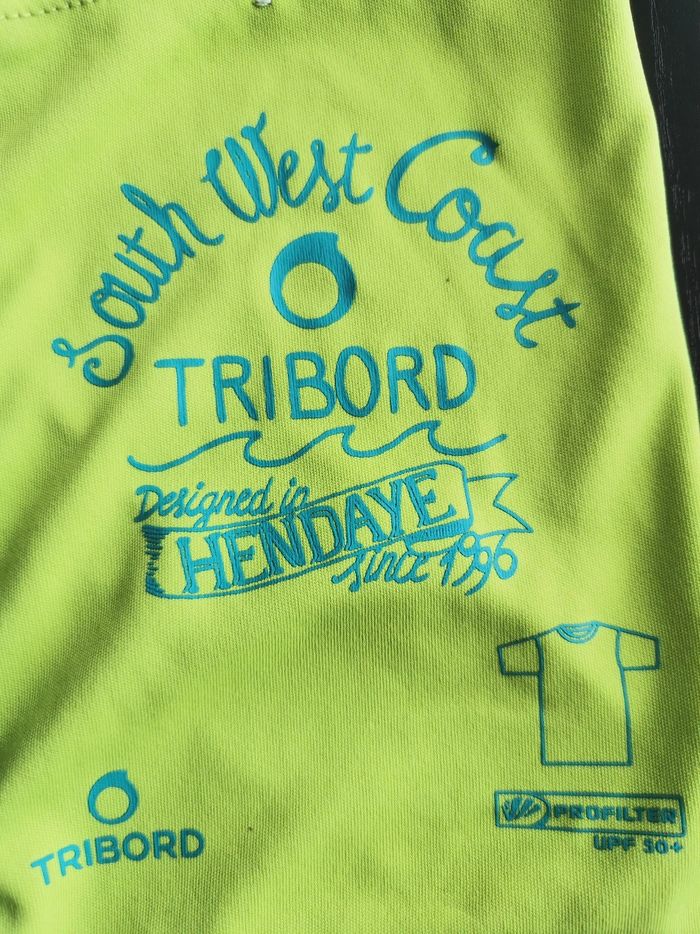 South West Coast
TRIBORD
Designed in
HENDAYE
since 1996
PROFILTER
UPF 50+
TRIBORD